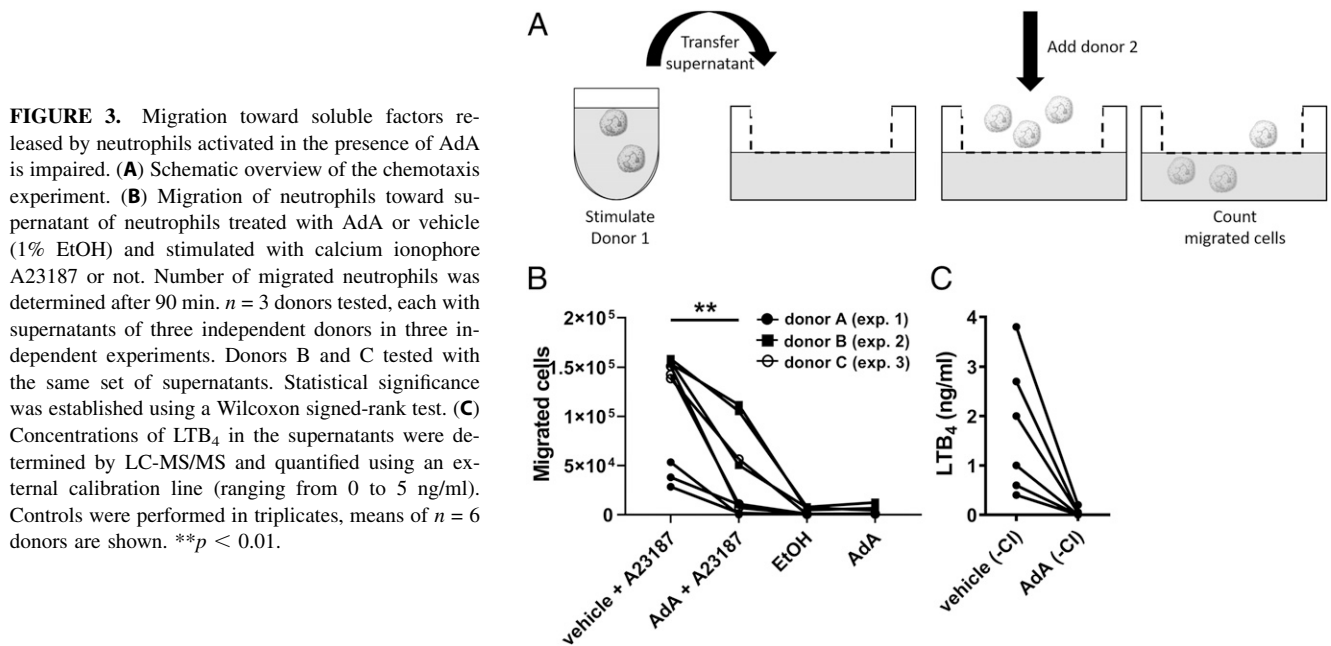 FIGURE 3. Migration toward soluble factors re-
leased by neutrophils activated in the presence of AdA
is impaired. (A) Schematic overview of the chemotaxis
experiment. (B) Migration of neutrophils toward su-
pernatant of neutrophils treated with AdA or vehicle
(1% EtOH) and stimulated with calcium ionophore
A23187 or not. Number of migrated neutrophils was
determined after 90 min. n = 3 donors tested, each with
supernatants of three independent donors in three in-
dependent experiments. Donors B and C tested with
the same set of supernatants. Statistical significance
was established using a Wilcoxon signed-rank test. (C)
Concentrations of LTB₄ in the supernatants were de-
termined by LC-MS/MS and quantified using an ex-
ternal calibration line (ranging from 0 to 5 ng/ml).
Controls were performed in triplicates, means of n = 6
donors are shown. **p < 0.01.
A
Transfer
supernatant
Add donor 2
Stimulate
Donor 1
Count
migrated cells
B
Migrated cells
2×10⁵
1.5×10⁵
1×10⁵
5×10⁴
0
**
donor A (exp. 1)
donor B (exp. 2)
donor C (exp. 3)
vehicle + A23187
AdA + A23187
EtOH
AdA
C
LTB₄ (ng/ml)
4
3
2
1
0
vehicle (-CI)
AdA (-CI)